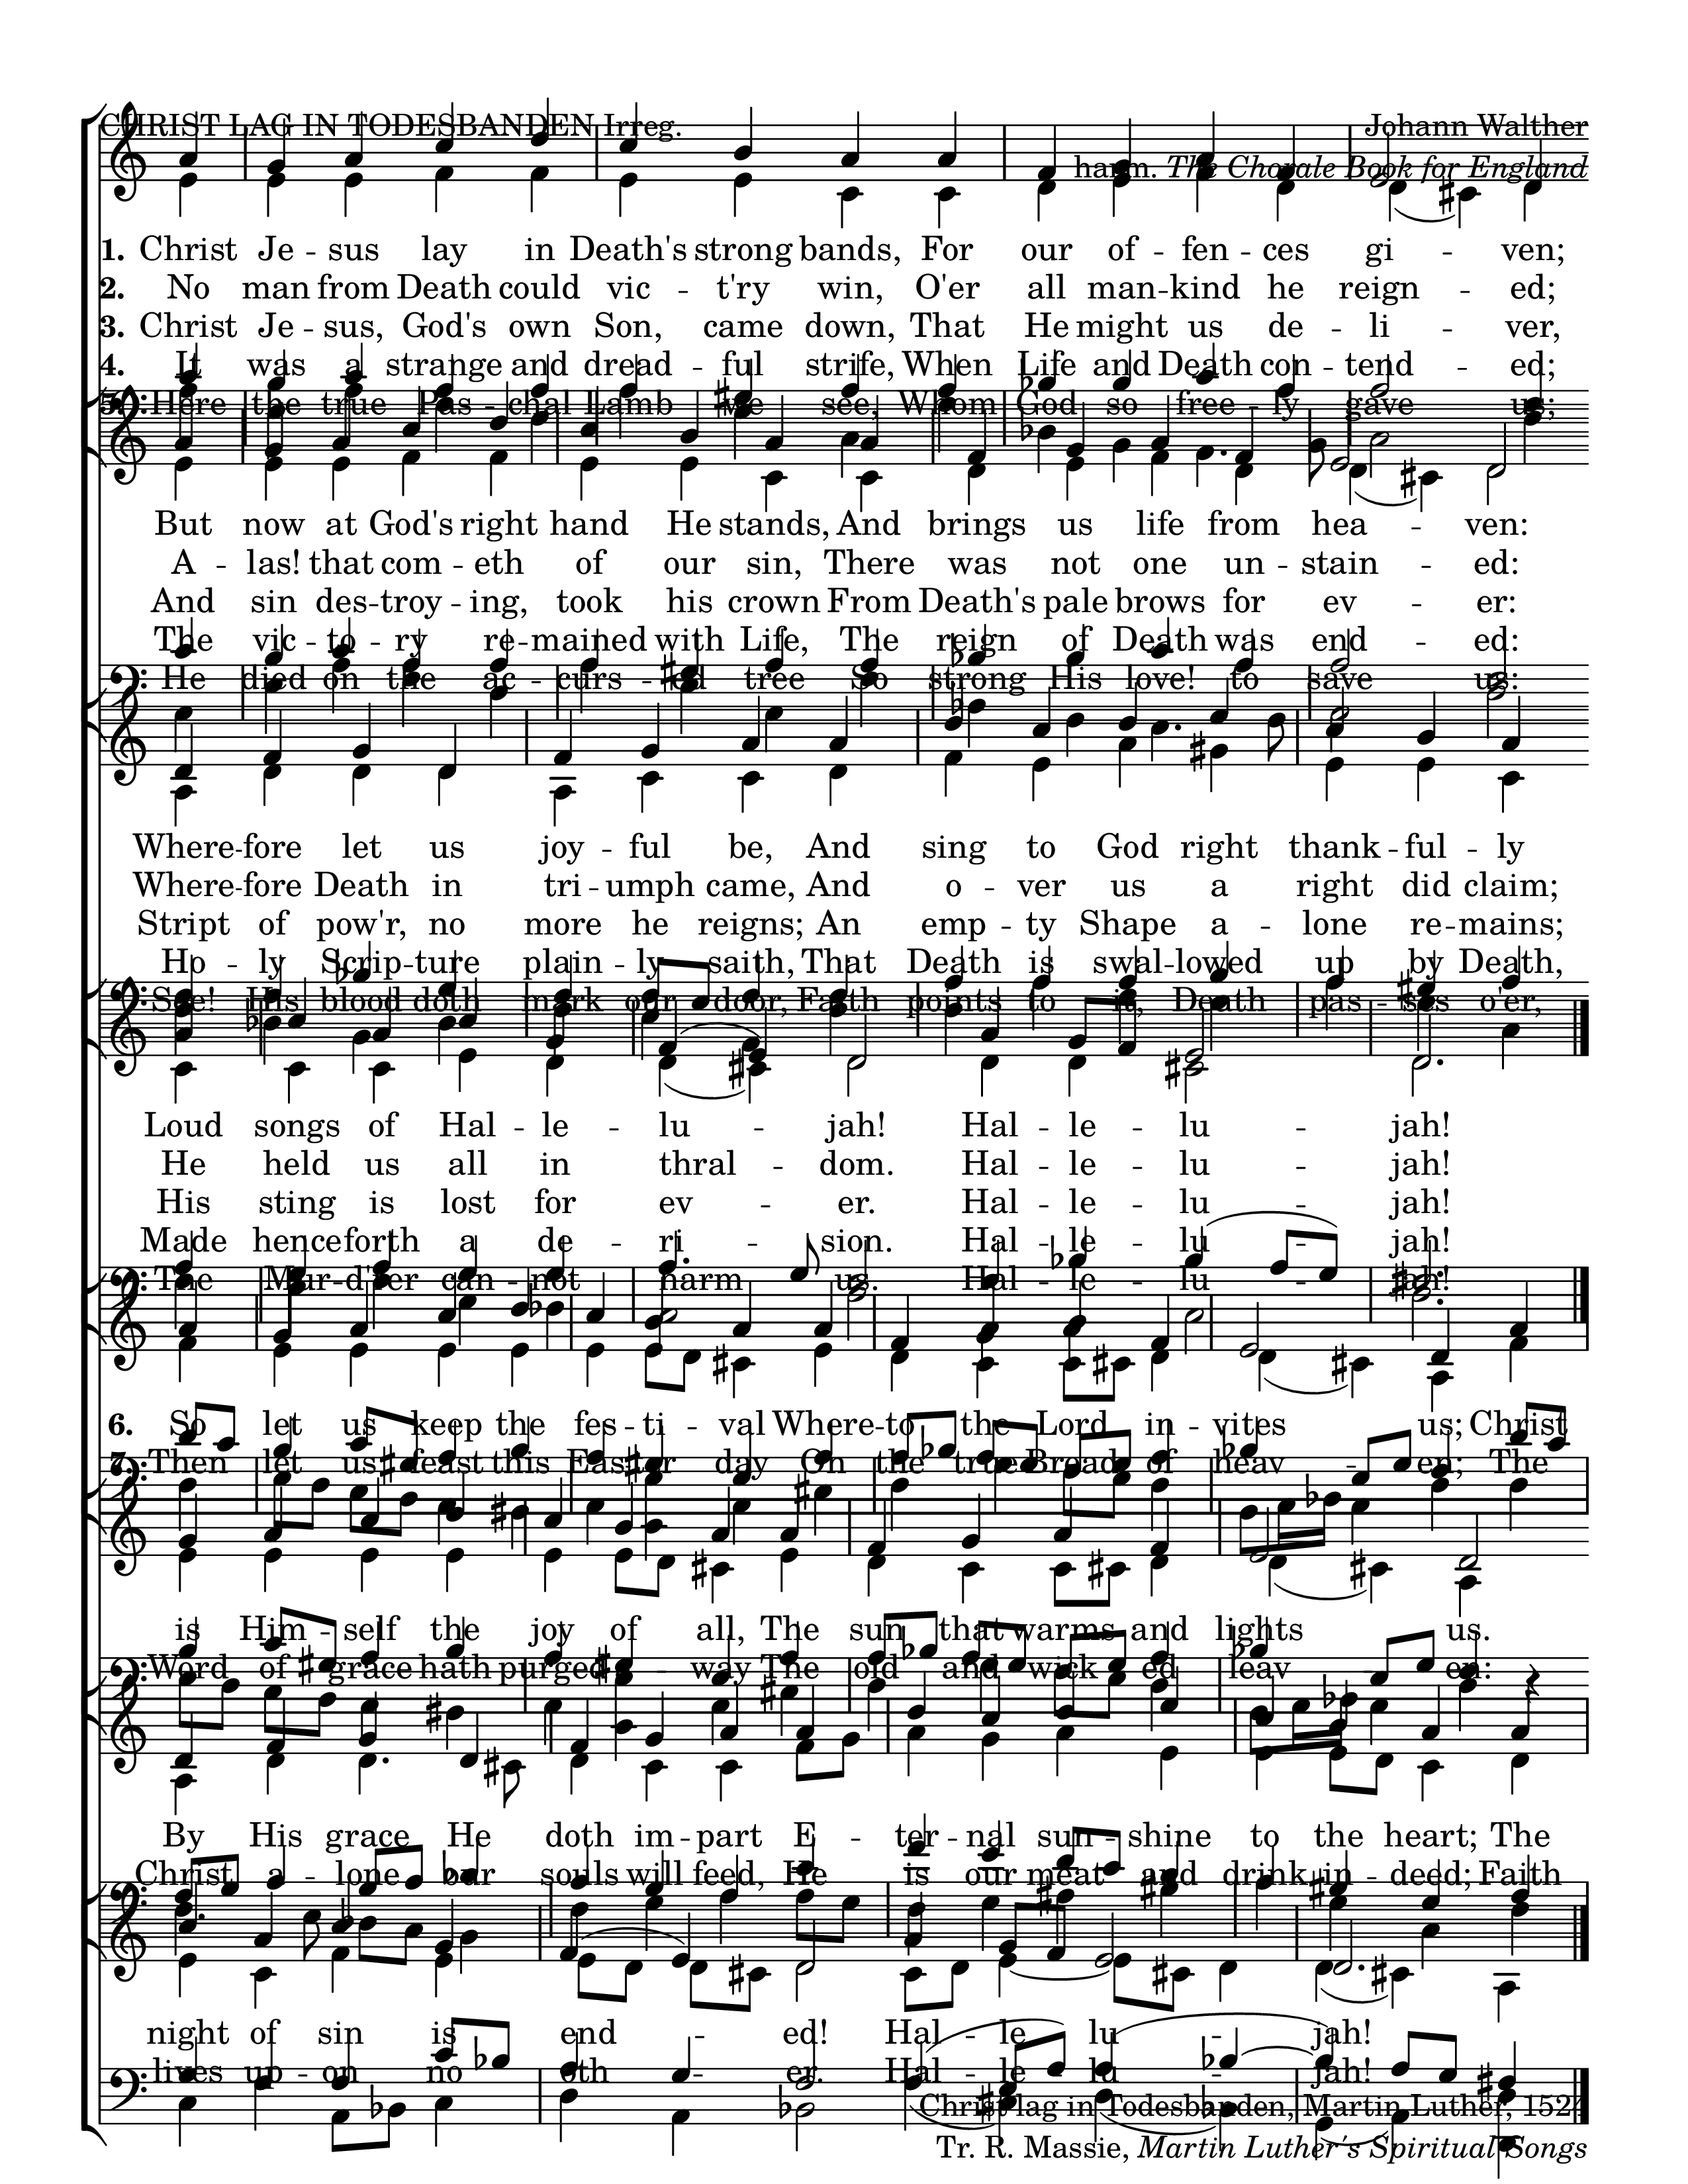 CHRIST LAG IN TODESBANDEN Irreg. Johann Walther
harm. The Chorale Book for England
1. Christ Je -- sus lay in Death's strong bands, For our of -- fen -- ces gi -- ven;
2. No man from Death could vic -- t'ry win, O'er all man -- kind he reign -- ed;
3. Christ Je -- sus, God's own Son, came down, That He might us de -- li -- ver,
4. It was a strange and dread -- ful strife, When Life and Death con -- tend -- ed;
5. Here the true Pas -- chal Lamb we see, Whom God so free -- ly gave us;
But now at God's right hand He stands, And brings us life from hea -- ven:
A -- las! that com -- eth of our sin, There was not one un -- stain -- ed:
And sin des -- troy -- ing, took his crown From Death's pale brows for ev -- er:
The vic -- to -- ry re -- mained with Life, The reign of Death was end -- ed:
He died on the ac -- curs -- ed tree So strong His love! to save us:
Where -- fore let us joy -- ful be, And sing to God right thank -- ful -- ly
Where -- fore Death in tri -- umph came, And o -- ver us a right did claim;
Stript of pow'r, no more he reigns; An emp -- ty Shape a -- lone re -- mains;
Ho -- ly Scrip -- ture plain -- ly saith, That Death is swal -- lowed up by Death,
See! His blood doth mark our door, Faith points to it, Death pas -- ses o'er,
Loud songs of Hal -- le -- lu -- jah! Hal -- le -- lu -- jah!
He held us all in thral -- dom. Hal -- le -- lu -- jah!
His sting is lost for ev -- er. Hal -- le -- lu -- jah!
Made hence -- forth a de -- ri -- sion. Hal -- le -- lu -- jah!
The Mur -- d'rer can -- not harm us. Hal -- le -- lu -- jah!
6. So let us keep the fes -- ti -- val Where -- to the Lord in -- vites us; Christ
7. Then let us feast this Easter day On the true Bread of heav -- en; The
is Him -- self the joy of all, The sun that warms and lights us.
Word of grace hath purged a -- way The old and wick -- ed leav -- en:
By His grace He doth im -- part E -- ter -- nal sun -- shine to the heart; The
Christ a -- lone our souls will feed, He is our meat and drink in -- deed; Faith
night of sin is end -- ed! Hal -- le -- lu -- jah!
lives up -- on no oth -- er. Hal -- le -- lu -- jah!
Christ lag in Todesbanden, Martin Luther, 1524
Tr. R. Massie, Martin Luther's Spiritual Songs